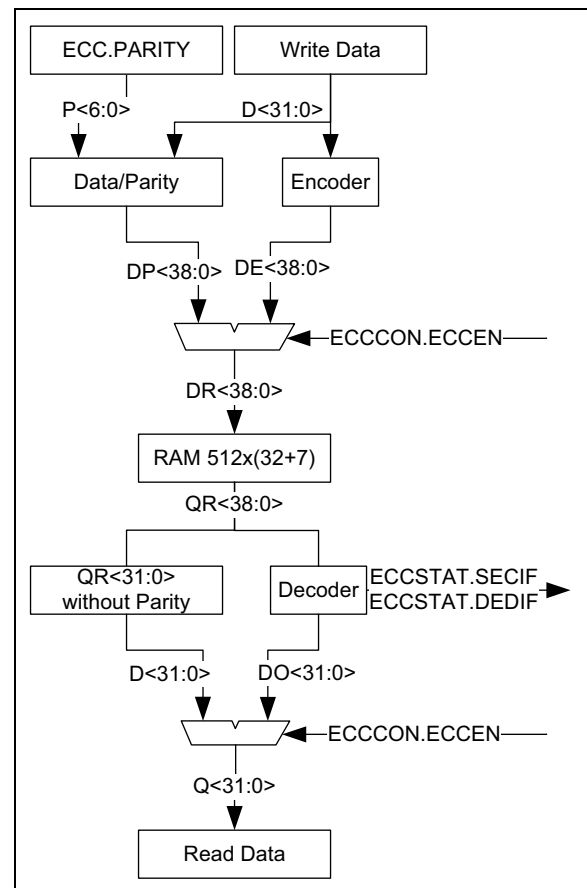 ECC.PARITY
Write Data
P<6:0>
D<31:0>
Data/Parity
Encoder
DP<38:0>
DE<38:0>
ECCCON.ECCEN
DR<38:0>
RAM 512x(32+7)
QR<38:0>
QR<31:0>
without Parity
Decoder
ECCSTAT.SECIF
ECCSTAT.DEDIF
D<31:0>
DO<31:0>
ECCCON.ECCEN
Q<31:0>
Read Data